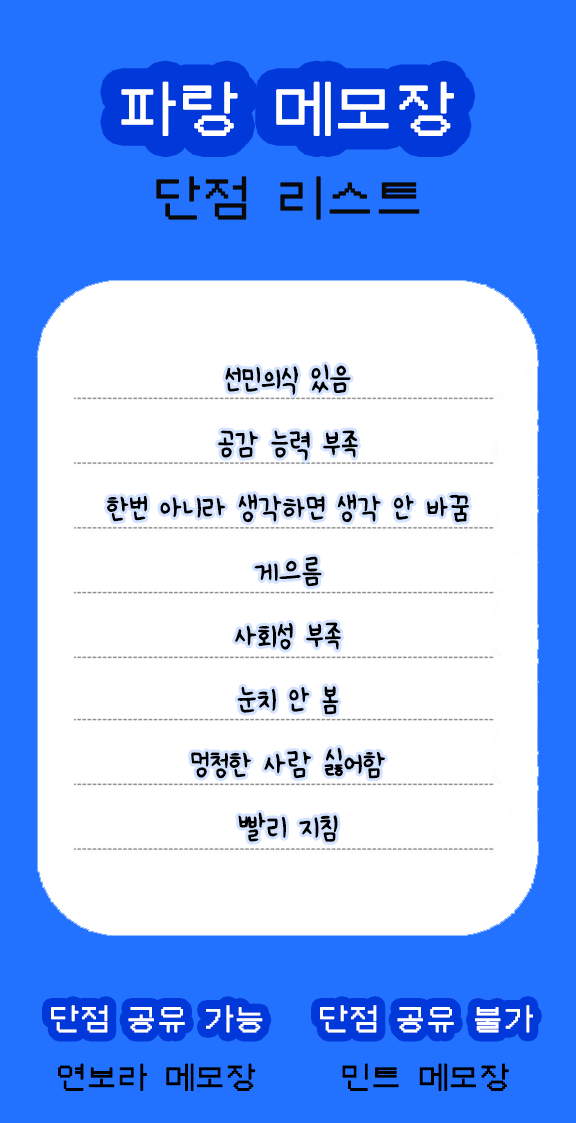 파랑 메모장
단점 리스트
선민의식 있음
공감 능력 부족
한번 아니라 생각하면 생각 안 바꿈
게으름
사회성 부족
눈치 안 봄
멍청한 사람 싫어함
빨리 지침
단점 공유 가능 단점 공유 불가
연보라 메모장 민트 메모장